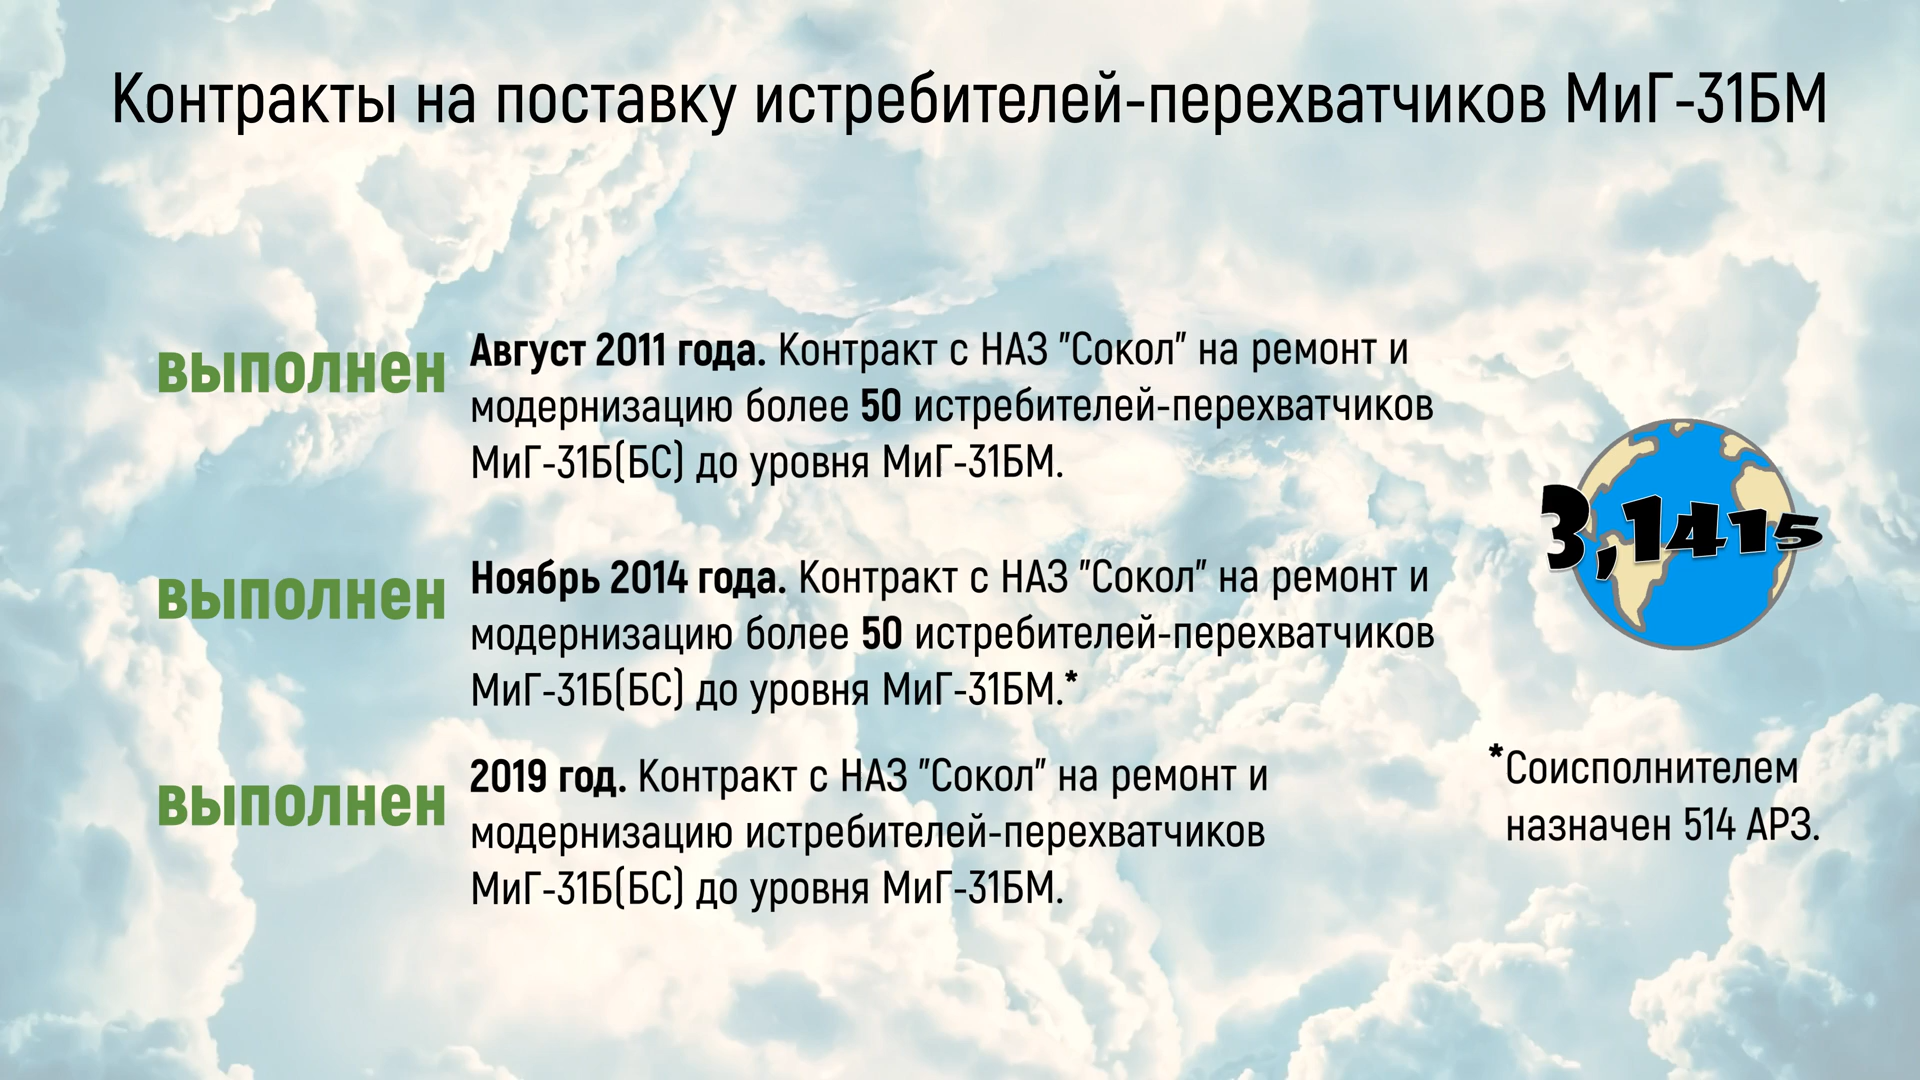 Контракты на поставку истребителей-перехватчиков МиГ-31БМ
выполнен
Август 2011 года. Контракт с НАЗ "Сокол" на ремонт и
модернизацию более 50 истребителей-перехватчиков
МиГ-31Б(БС) до уровня МиГ-31БМ.
3,1415
выполнен
Ноябрь 2014 года. Контракт с НАЗ "Сокол" на ремонт и
модернизацию более 50 истребителей-перехватчиков
МиГ-31Б(БС) до уровня МиГ-31БМ.*
выполнен
2019 год. Контракт с НАЗ "Сокол" на ремонт и
модернизацию истребителей-перехватчиков
МиГ-31Б(БС) до уровня МиГ-31БМ.
*Соисполнителем
назначен 514 АРЗ.